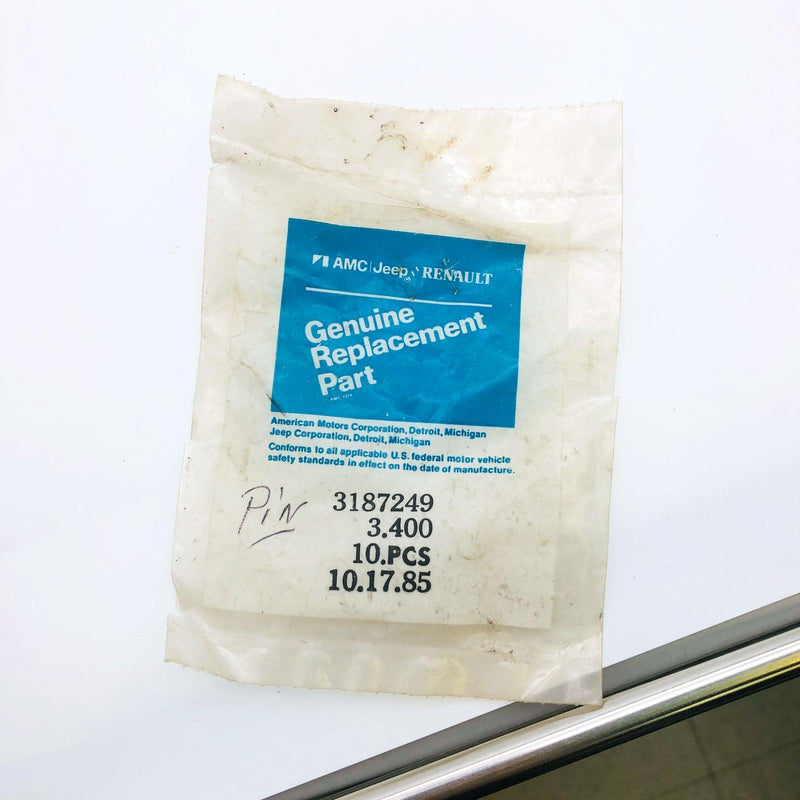 AMC Jeep RENAULT
Genuine
Replacement
Part
American Motors Corporation, Detroit, Michigan
Jeep Corporation, Detroit, Michigan
Conforms to all applicable U.S. federal motor vehicle
safety standards in effect on the date of manufacture.
Pin 3187249
3.400
10.PCS
10.17.85